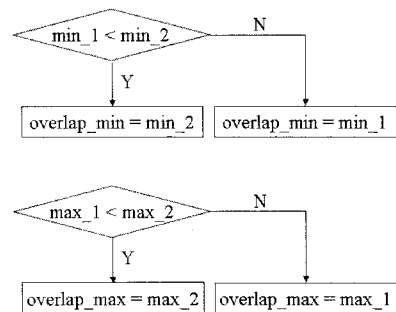 min_1 < min_2
N
Y
overlap_min = min_2
overlap_min = min_1
max_1 < max_2
N
Y
overlap_max = max_2
overlap_max = max_1